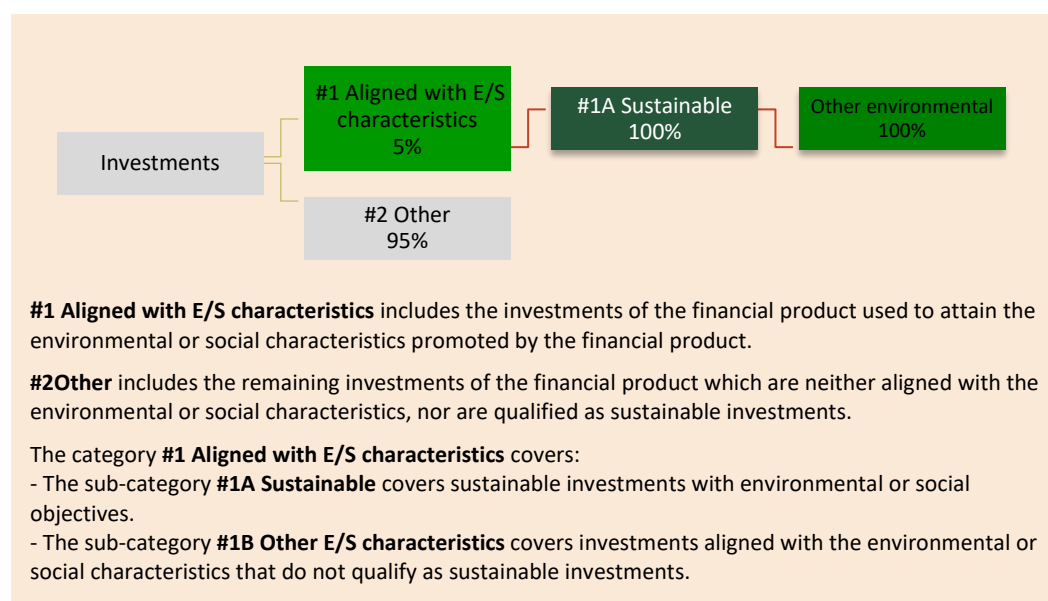 #1 Aligned with E/S
characteristics
5%
#1A Sustainable
100%
Other environmental
100%
Investments
#2 Other
95%
#1 Aligned with E/S characteristics includes the investments of the financial product used to attain the
environmental or social characteristics promoted by the financial product.
#2Other includes the remaining investments of the financial product which are neither aligned with the
environmental or social characteristics, nor are qualified as sustainable investments.
The category #1 Aligned with E/S characteristics covers:
- The sub-category #1A Sustainable covers sustainable investments with environmental or social
objectives.
- The sub-category #1B Other E/S characteristics covers investments aligned with the environmental or
social characteristics that do not qualify as sustainable investments.